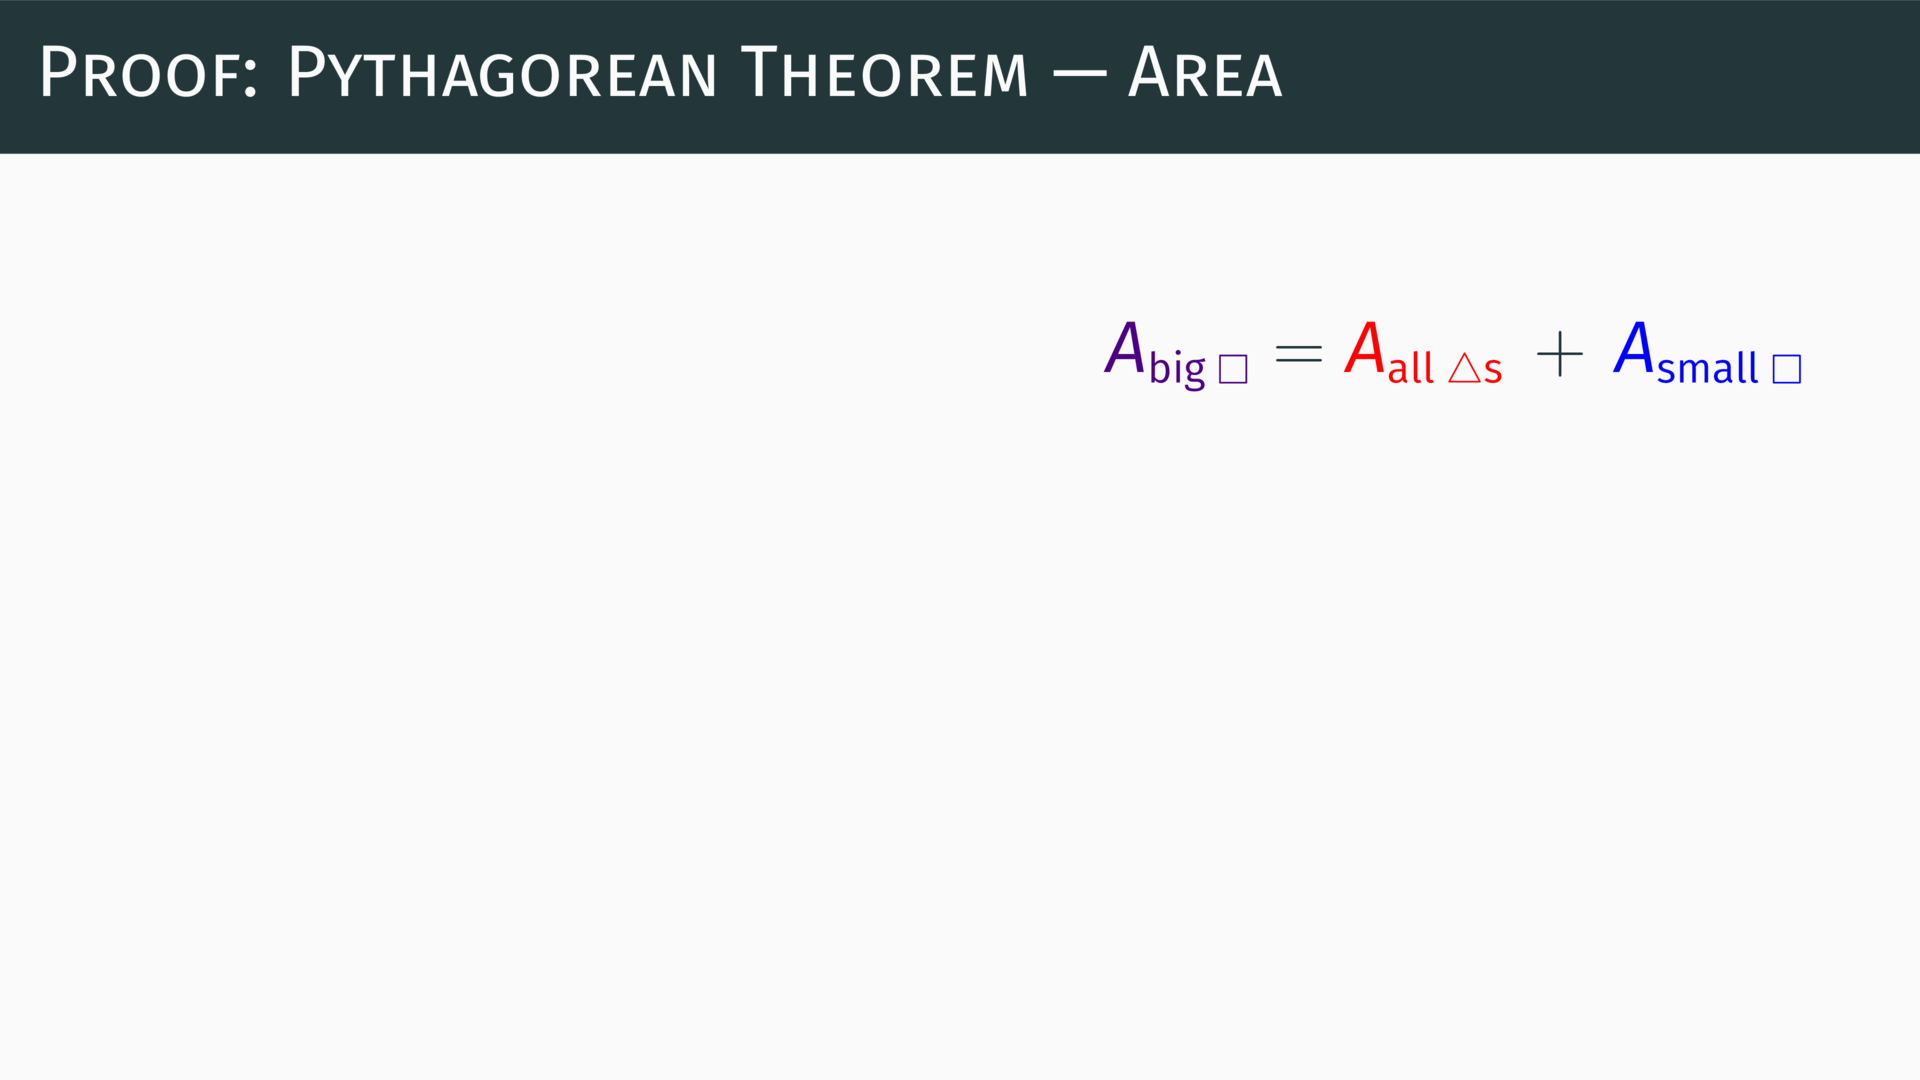 Proof: Pythagorean Theorem — Area
A_big □ = A_all △s + A_small □